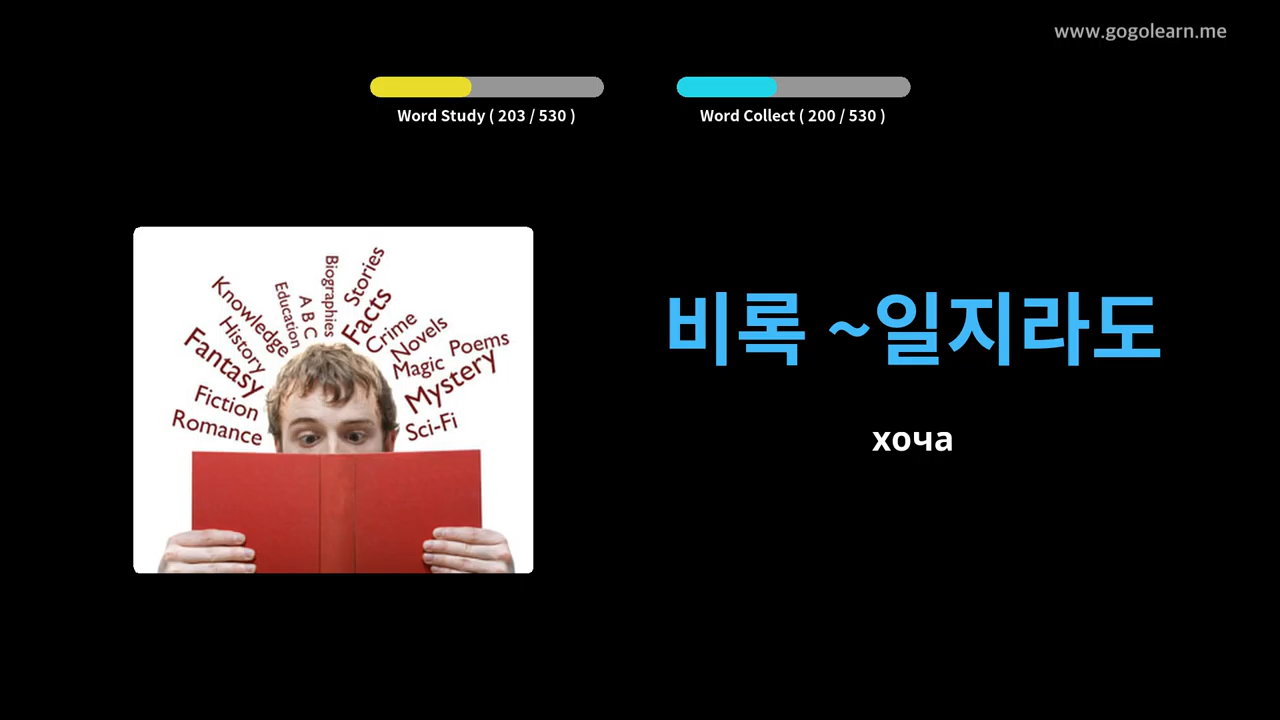 www.gogolearn.me
Word Study ( 203 / 530 )
Word Collect ( 200 / 530 )
Knowledge
History
Fantasy
Fiction
Romance
Education
A B C
Biographies
Stories
Facts
Crime
Novels
Magic
Poems
Mystery
Sci-Fi
비록 ~일지라도
хоча